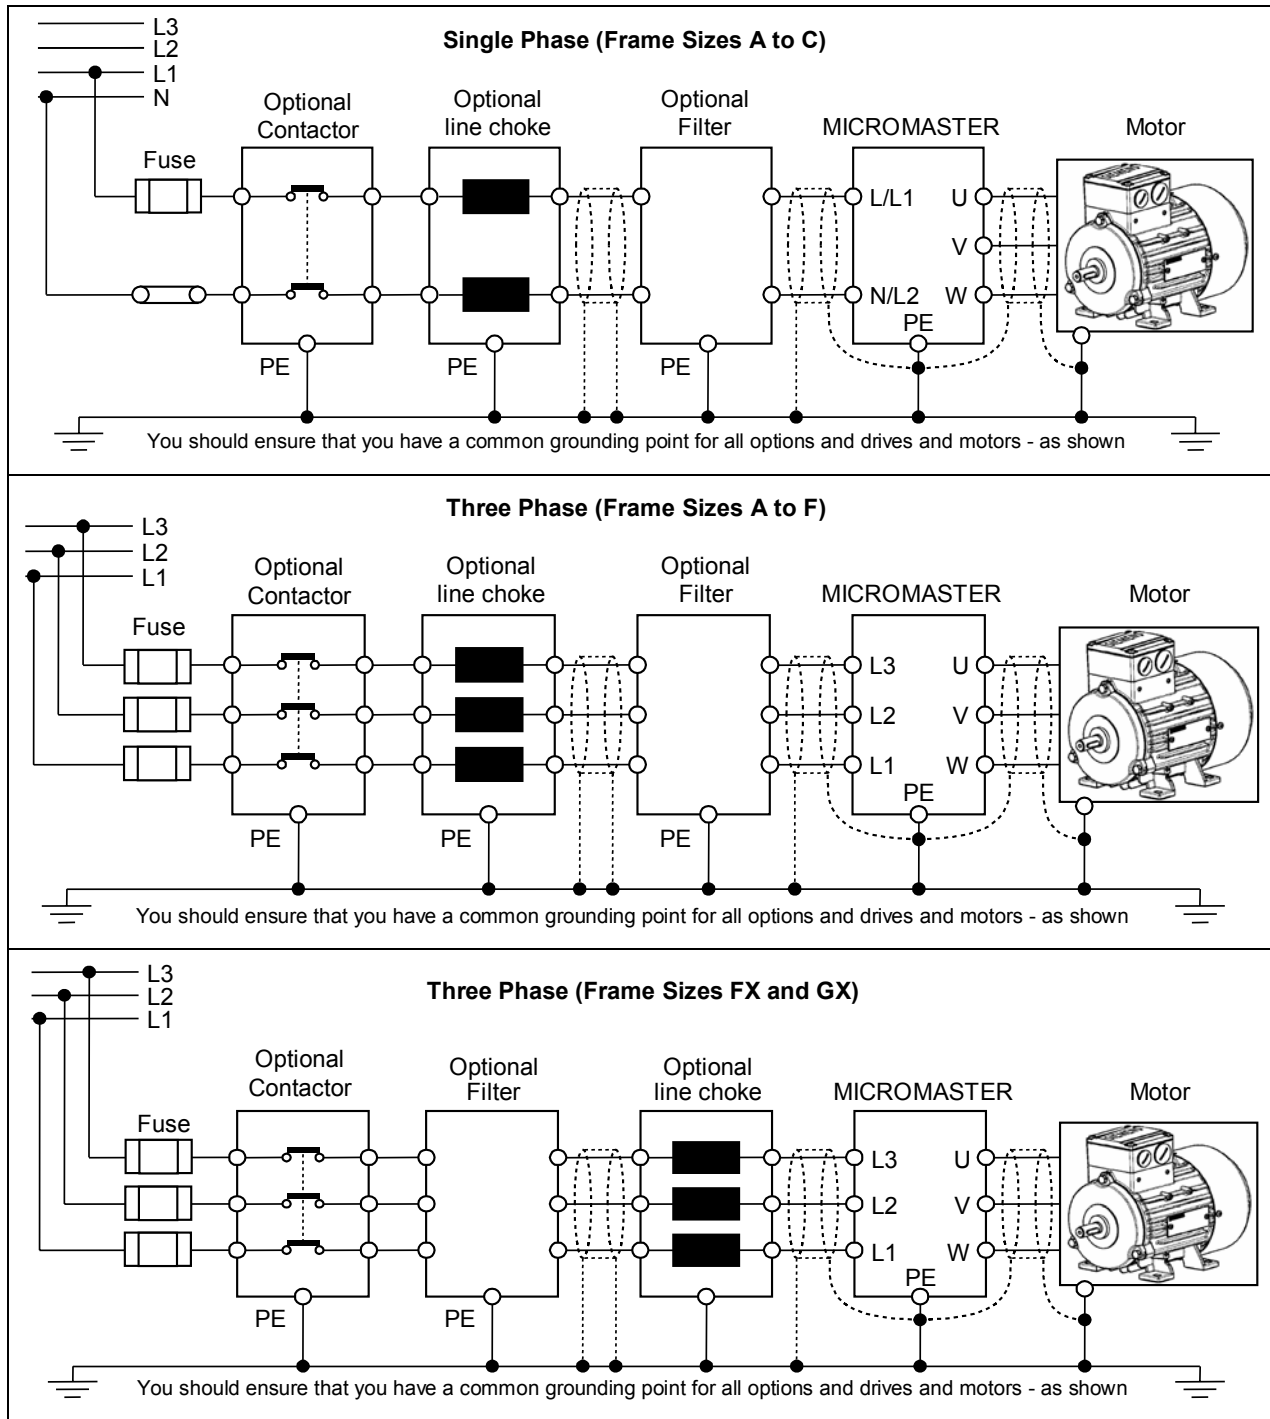 L3
L2
L1
N
Single Phase (Frame Sizes A to C)
Optional
Contactor
Optional
line choke
Optional
Filter
MICROMASTER
Motor
Fuse
L/L1
U
V
N/L2
W
PE
PE
PE
PE
You should ensure that you have a common grounding point for all options and drives and motors - as shown
Three Phase (Frame Sizes A to F)
L3
L2
L1
Optional
Contactor
Optional
line choke
Optional
Filter
MICROMASTER
Motor
Fuse
L3
U
L2
V
L1
W
PE
PE
PE
PE
You should ensure that you have a common grounding point for all options and drives and motors - as shown
L3
L2
L1
Three Phase (Frame Sizes FX and GX)
Optional
Contactor
Optional
Filter
Optional
line choke
MICROMASTER
Motor
Fuse
L3
U
L2
V
L1
W
PE
PE
PE
You should ensure that you have a common grounding point for all options and drives and motors - as shown